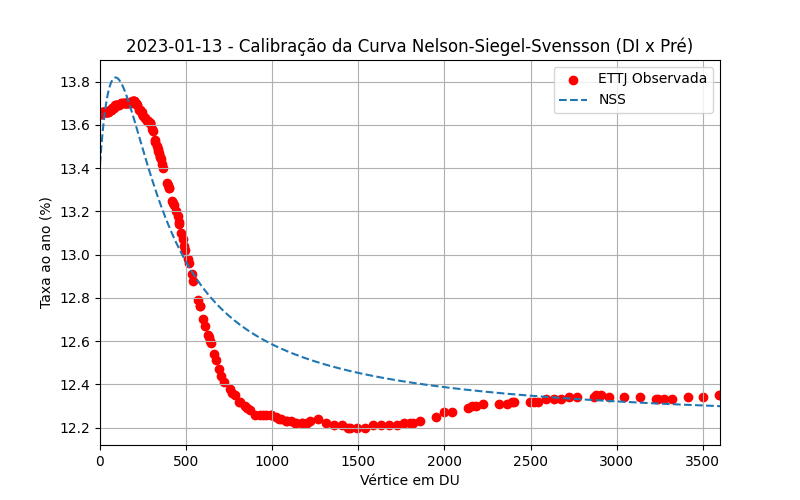 2023-01-13 - Calibração da Curva Nelson-Siegel-Svensson (DI x Pré)
ETTJ Observada
NSS
Taxa ao ano (%)
13.8
13.6
13.4
13.2
13.0
12.8
12.6
12.4
12.2
0 500 1000 1500 2000 2500 3000 3500
Vértice em DU